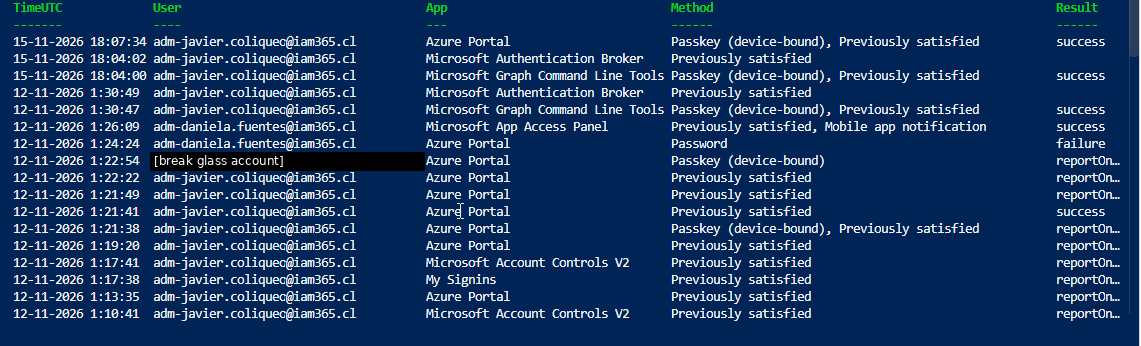 TimeUTC User App Method Result
------- ---- --- ------ ------
15-11-2026 18:07:34 adm-javier.coliqueo@iam365.cl Azure Portal Passkey (device-bound), Previously satisfied success
15-11-2026 18:04:02 adm-javier.coliqueo@iam365.cl Microsoft Authentication Broker Previously satisfied
15-11-2026 18:04:00 adm-javier.coliqueo@iam365.cl Microsoft Graph Command Line Tools Passkey (device-bound), Previously satisfied success
12-11-2026 1:30:49 adm-javier.coliqueo@iam365.cl Microsoft Authentication Broker Previously satisfied
12-11-2026 1:30:47 adm-javier.coliqueo@iam365.cl Microsoft Graph Command Line Tools Passkey (device-bound), Previously satisfied success
12-11-2026 1:26:09 adm-daniela.fuentes@iam365.cl Microsoft App Access Panel Previously satisfied, Mobile app notification success
12-11-2026 1:24:24 adm-daniela.fuentes@iam365.cl Azure Portal Password failure
12-11-2026 1:22:54 [break glass account] Azure Portal Passkey (device-bound) reportOn…
12-11-2026 1:22:22 adm-javier.coliqueo@iam365.cl Azure Portal Previously satisfied reportOn…
12-11-2026 1:21:49 adm-javier.coliqueo@iam365.cl Azure Portal Previously satisfied reportOn…
12-11-2026 1:21:41 adm-javier.coliqueo@iam365.cl Azure Portal Previously satisfied success
12-11-2026 1:21:38 adm-javier.coliqueo@iam365.cl Azure Portal Passkey (device-bound), Previously satisfied reportOn…
12-11-2026 1:19:20 adm-javier.coliqueo@iam365.cl Azure Portal Previously satisfied reportOn…
12-11-2026 1:17:41 adm-javier.coliqueo@iam365.cl Microsoft Account Controls V2 Previously satisfied reportOn…
12-11-2026 1:17:38 adm-javier.coliqueo@iam365.cl My Signins Previously satisfied reportOn…
12-11-2026 1:13:35 adm-javier.coliqueo@iam365.cl Azure Portal Previously satisfied reportOn…
12-11-2026 1:10:41 adm-javier.coliqueo@iam365.cl Microsoft Account Controls V2 Previously satisfied reportOn…